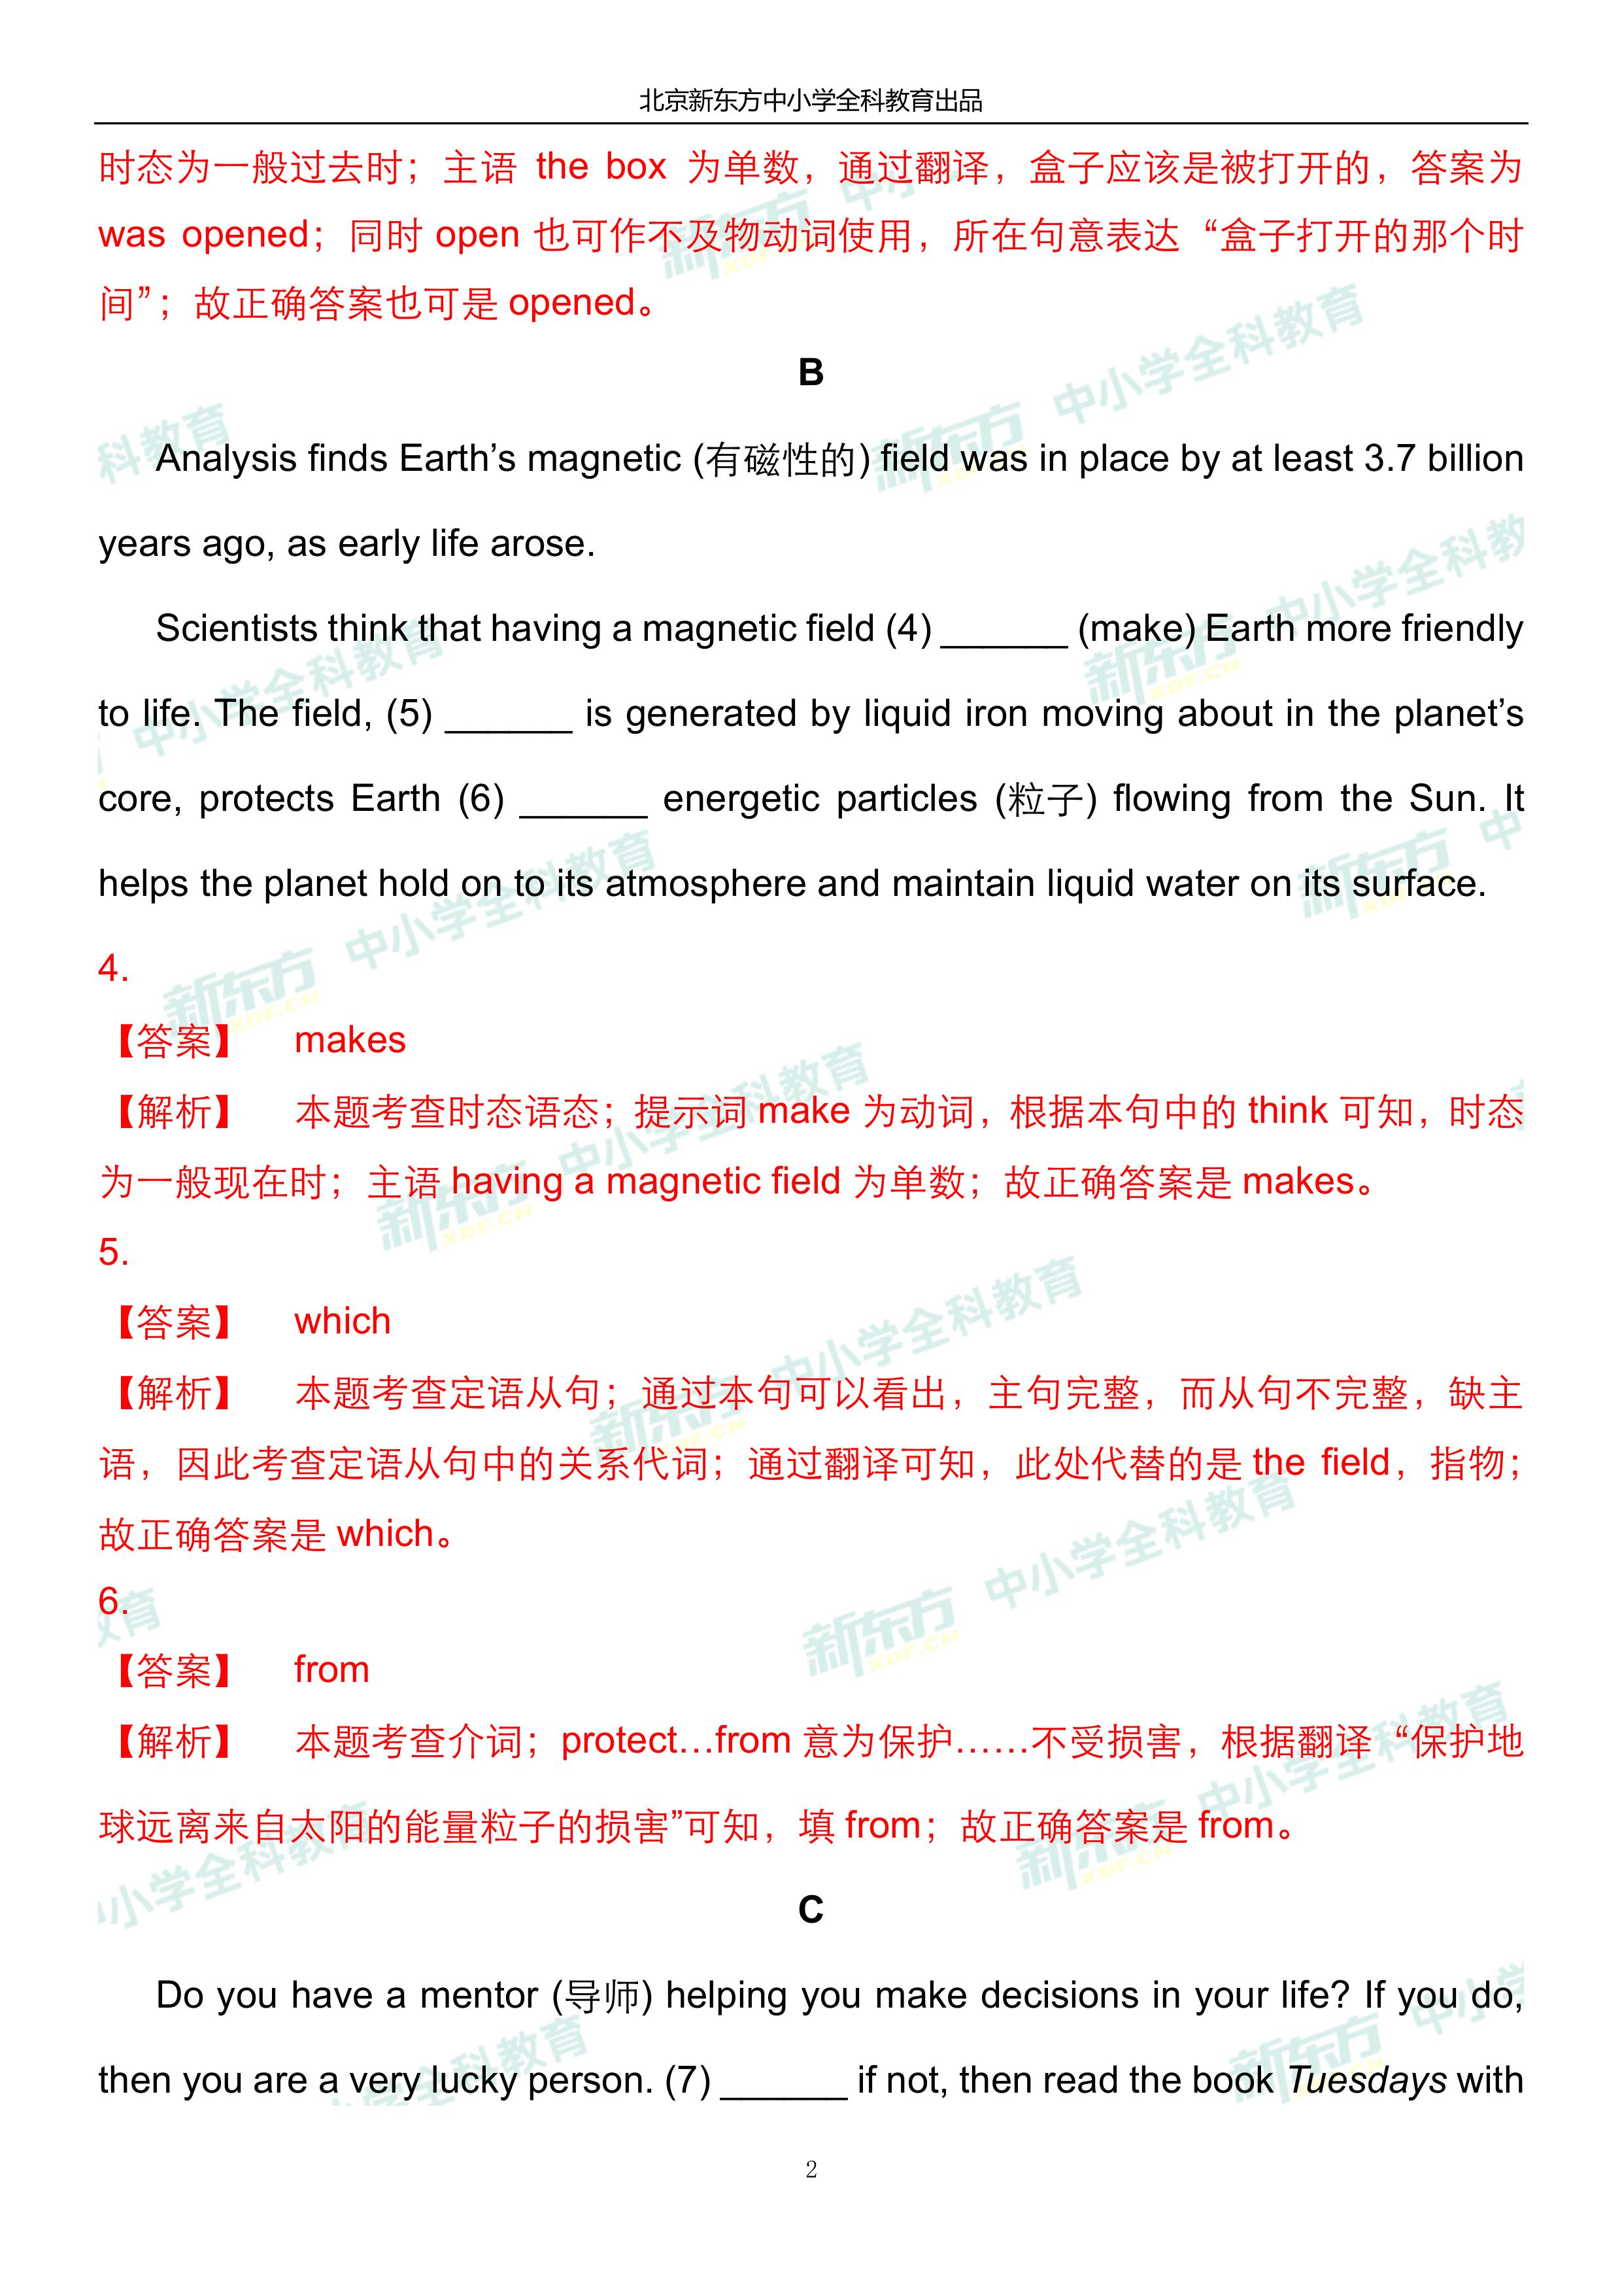 北京新东方中小学全科教育出品
时态为一般过去时；主语 the box 为单数，通过翻译，盒子应该是被打开的，答案为
was opened；同时 open 也可作不及物动词使用，所在句意表达“盒子打开的那个时
间”；故正确答案也可是 opened。
B
Analysis finds Earth’s magnetic (有磁性的) field was in place by at least 3.7 billion
years ago, as early life arose.
Scientists think that having a magnetic field (4) ______ (make) Earth more friendly
to life. The field, (5) ______ is generated by liquid iron moving about in the planet’s
core, protects Earth (6) ______ energetic particles (粒子) flowing from the Sun. It
helps the planet hold on to its atmosphere and maintain liquid water on its surface.
4.
【答案】 makes
【解析】 本题考查时态语态；提示词 make 为动词，根据本句中的 think 可知，时态
为一般现在时；主语 having a magnetic field 为单数；故正确答案是 makes。
5.
【答案】 which
【解析】 本题考查定语从句；通过本句可以看出，主句完整，而从句不完整，缺主
语，因此考查定语从句中的关系代词；通过翻译可知，此处代替的是 the field，指物；
故正确答案是 which。
6.
【答案】 from
【解析】 本题考查介词；protect…from 意为保护……不受损害，根据翻译“保护地
球远离来自太阳的能量粒子的损害”可知，填 from；故正确答案是 from。
C
Do you have a mentor (导师) helping you make decisions in your life? If you do,
then you are a very lucky person. (7) ______ if not, then read the book Tuesdays with
2